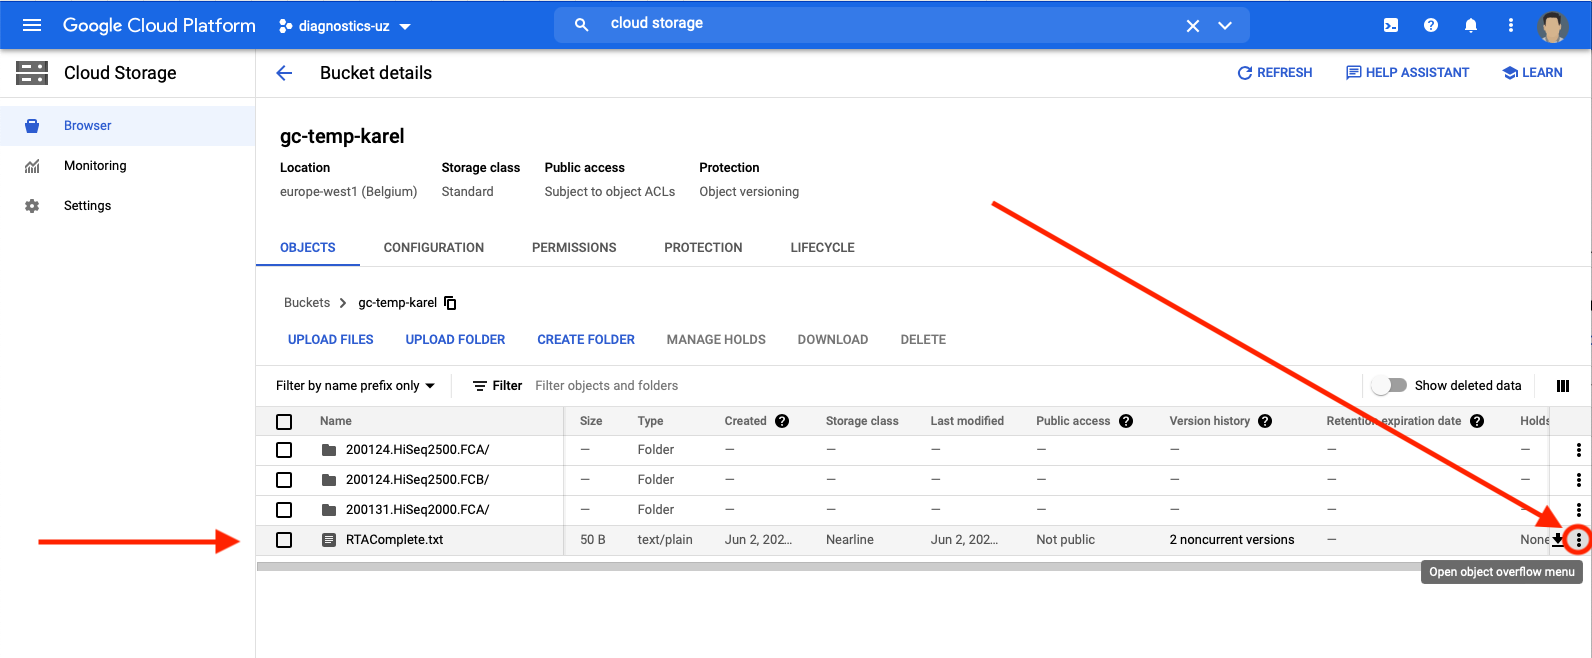 Google Cloud Platform diagnostics-uz cloud storage
Cloud Storage Bucket details REFRESH HELP ASSISTANT LEARN
Browser
Monitoring
Settings
gc-temp-karel
Location Storage class Public access Protection
europe-west1 (Belgium) Standard Subject to object ACLs Object versioning
OBJECTS CONFIGURATION PERMISSIONS PROTECTION LIFECYCLE
Buckets > gc-temp-karel
UPLOAD FILES UPLOAD FOLDER CREATE FOLDER MANAGE HOLDS DOWNLOAD DELETE
Filter by name prefix only Filter Filter objects and folders Show deleted data
Name Size Type Created Storage class Last modified Public access Version history Retention expiration date Holds
200124.HiSeq2500.FCA/ — Folder — — — — — — —
200124.HiSeq2500.FCB/ — Folder — — — — — — —
200131.HiSeq2000.FCA/ — Folder — — — — — — —
RTAComplete.txt 50 B text/plain Jun 2, 202... Nearline Jun 2, 202... Not public 2 noncurrent versions — None
Open object overflow menu